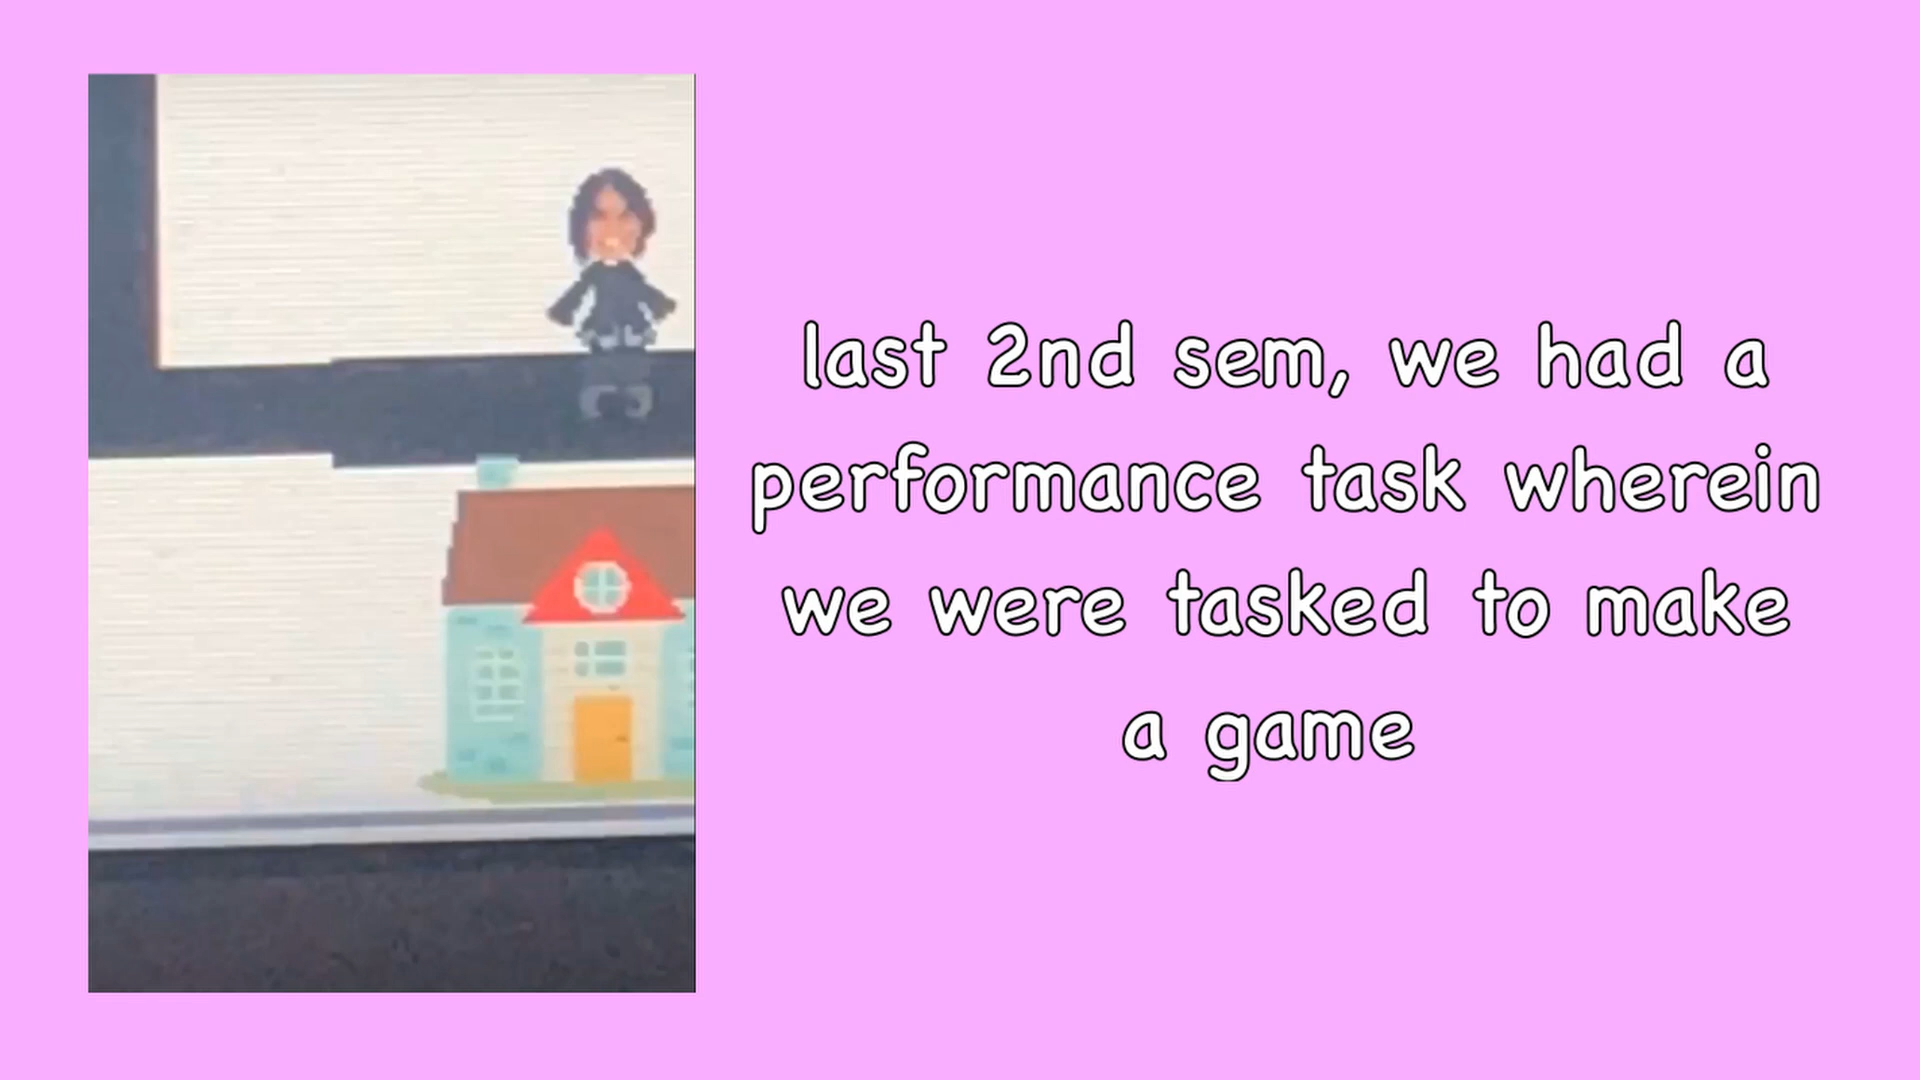 last 2nd sem, we had a
performance task wherein
we were tasked to make
a game